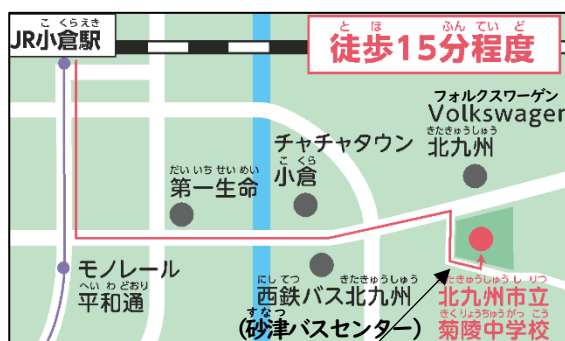 こ くらえき
JR小倉駅
と ほ ふん てい ど
徒歩15分程度
フォルクスワーゲン
Volkswagen
きたきゅうしゅう
北九州
チャチャタウン
こ くら
小倉
だい いち せい めい
第一生命
モノレール
へい わ どおり
平和通
にし てつ きたきゅうしゅう
西鉄バス北九州
すなつ
(砂津バスセンター)
きたきゅうしゅう し りつ
北九州市立
きくりょうちゅうがっ こう
菊陵中学校